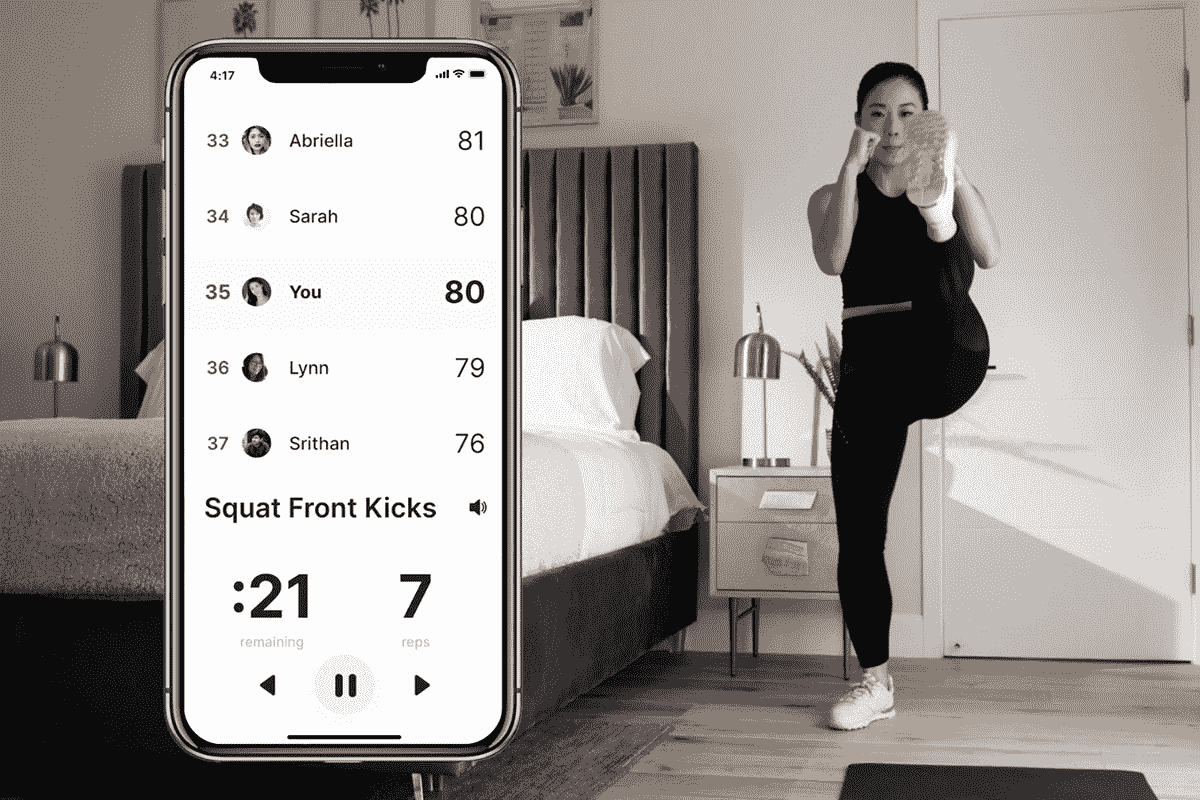 4:17
33 Abriella 81
34 Sarah 80
35 You 80
36 Lynn 79
37 Srithan 76
Squat Front Kicks
:21 7
remaining reps